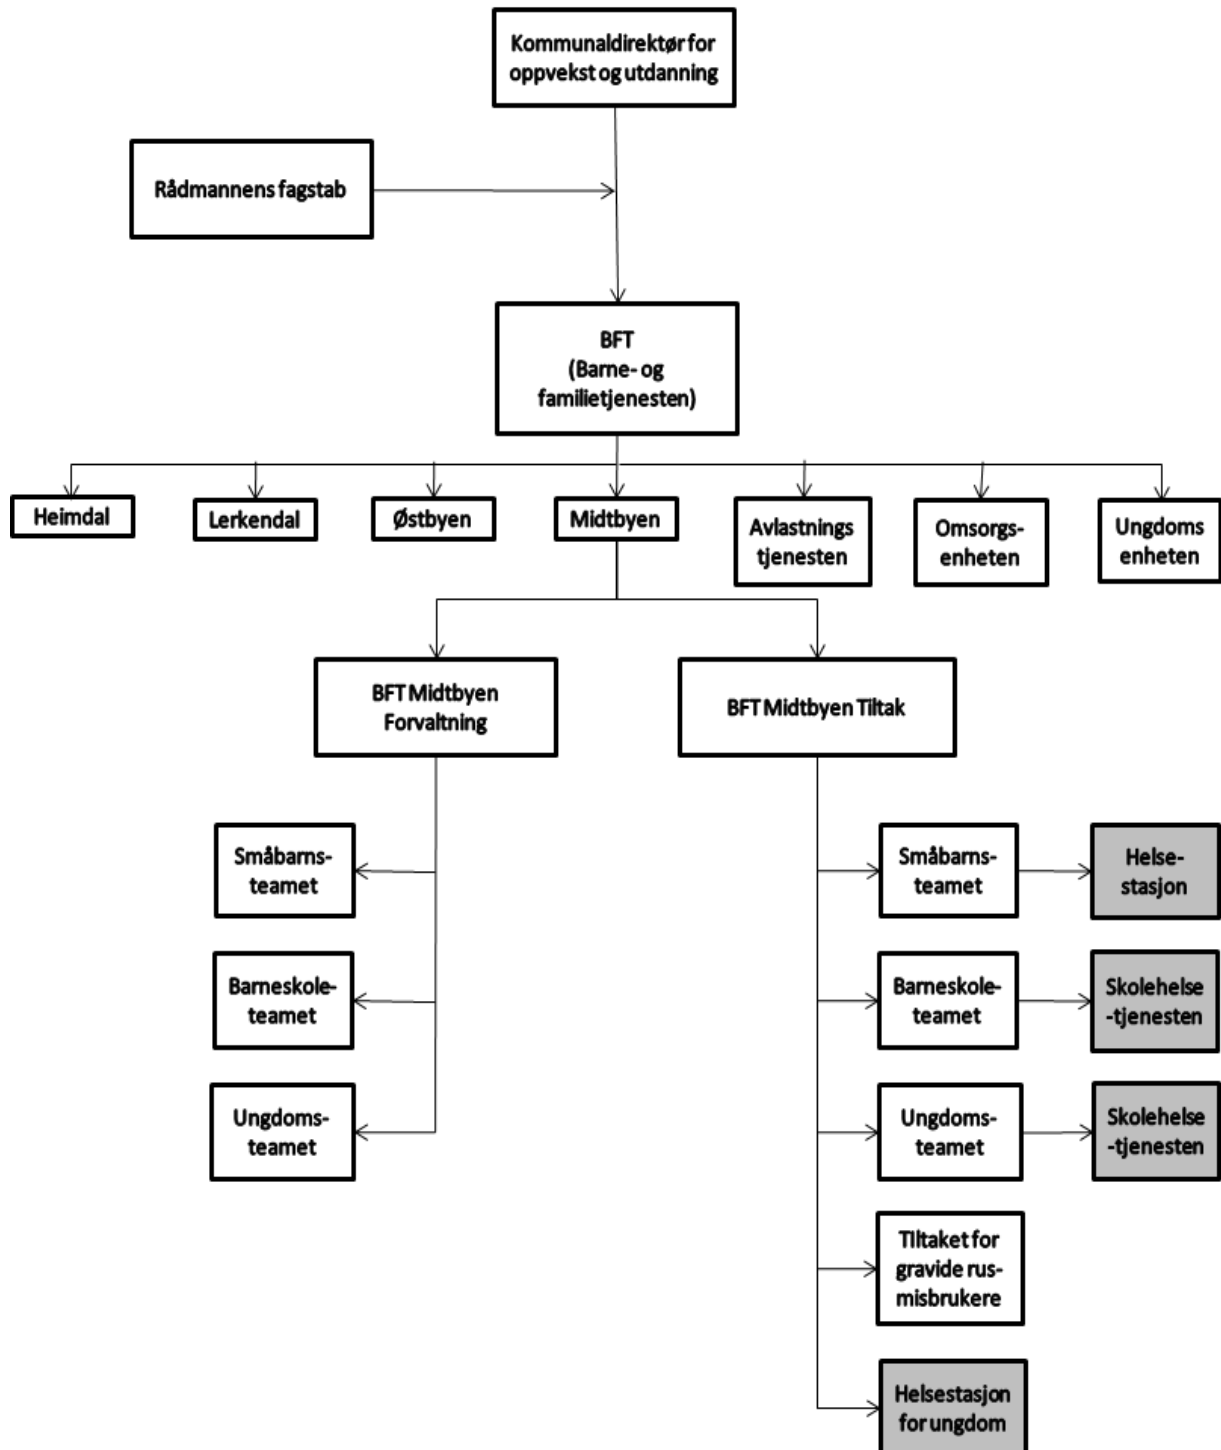 Kommunaldirektør for
oppvekst og utdanning
Rådmannens fagstab
BFT
(Barne- og
familietjenesten)
Heimdal
Lerkendal
Østbyen
Midtbyen
Avlastnings
tjenesten
Omsorgs-
enheten
Ungdoms
enheten
BFT Midtbyen
Forvaltning
BFT Midtbyen Tiltak
Småbarns-
teamet
Småbarns-
teamet
Helse-
stasjon
Barneskole-
teamet
Barneskole-
teamet
Skolehelse
-tjenesten
Ungdoms-
teamet
Ungdoms-
teamet
Skolehelse
-tjenesten
TIltaket for
gravide rus-
misbrukere
Helsestasjon
for ungdom